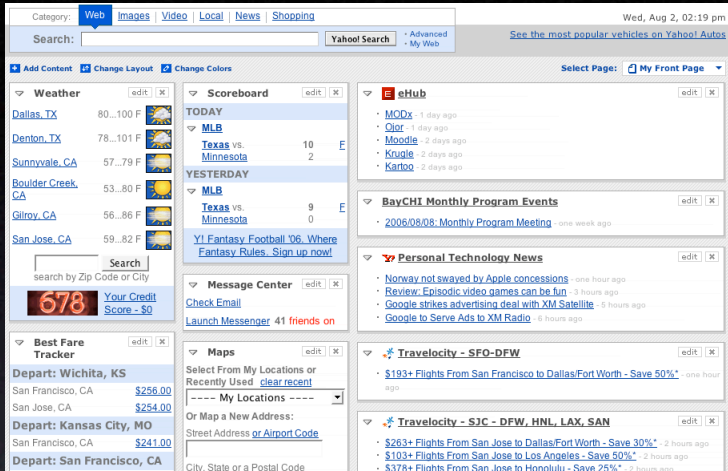 Category: Web Images Video Local News Shopping
Wed, Aug 2, 02:19 pm
Search: Yahoo! Search · Advanced
· My Web
See the most popular vehicles on Yahoo! Autos
Add Content Change Layout Change Colors
Select Page: My Front Page
Weather edit
Dallas, TX 80...100 F
Denton, TX 78...101 F
Sunnyvale, CA 57...79 F
Boulder Creek,
CA 53...80 F
Gilroy, CA 56...86 F
San Jose, CA 59...82 F
Search
search by Zip Code or City
678 Your Credit
Score - $0
Best Fare
Tracker edit
Depart: Wichita, KS
San Francisco, CA $256.00
San Jose, CA $254.00
Depart: Kansas City, MO
San Francisco, CA $241.00
Depart: San Francisco, CA
Scoreboard edit
TODAY
MLB
Texas vs. 10 F
Minnesota 2
YESTERDAY
MLB
Texas vs. 9 F
Minnesota 0
Y! Fantasy Football '06. Where
Fantasy Rules. Sign up now!
Message Center edit
Check Email
Launch Messenger 41 friends on
Maps edit
Select From My Locations or
Recently Used clear recent
---- My Locations ----
Or Map a New Address:
Street Address or Airport Code
City, State or a Postal Code
E eHub edit
· MODx - 1 day ago
· Ojor - 1 day ago
· Moodle - 2 days ago
· Krugle - 2 days ago
· Kartoo - 2 days ago
BayCHI Monthly Program Events edit
· 2006/08/08: Monthly Program Meeting - one week ago
Personal Technology News edit
· Norway not swayed by Apple concessions - one hour ago
· Review: Episodic video games can be fun - 3 hours ago
· Google strikes advertising deal with XM Satellite - 5 hours ago
· Google to Serve Ads to XM Radio - 6 hours ago
Travelocity - SFO-DFW edit
· $193+ Flights From San Francisco to Dallas/Fort Worth - Save 50%* - one hour
ago
Travelocity - SJC - DFW, HNL, LAX, SAN edit
· $263+ Flights From San Jose to Dallas/Fort Worth - Save 30%* - 2 hours ago
· $103+ Flights From San Jose to Los Angeles - Save 50%* - 2 hours ago
· $378+ Flights From San Jose to Honolulu - Save 25%* - 2 hours ago